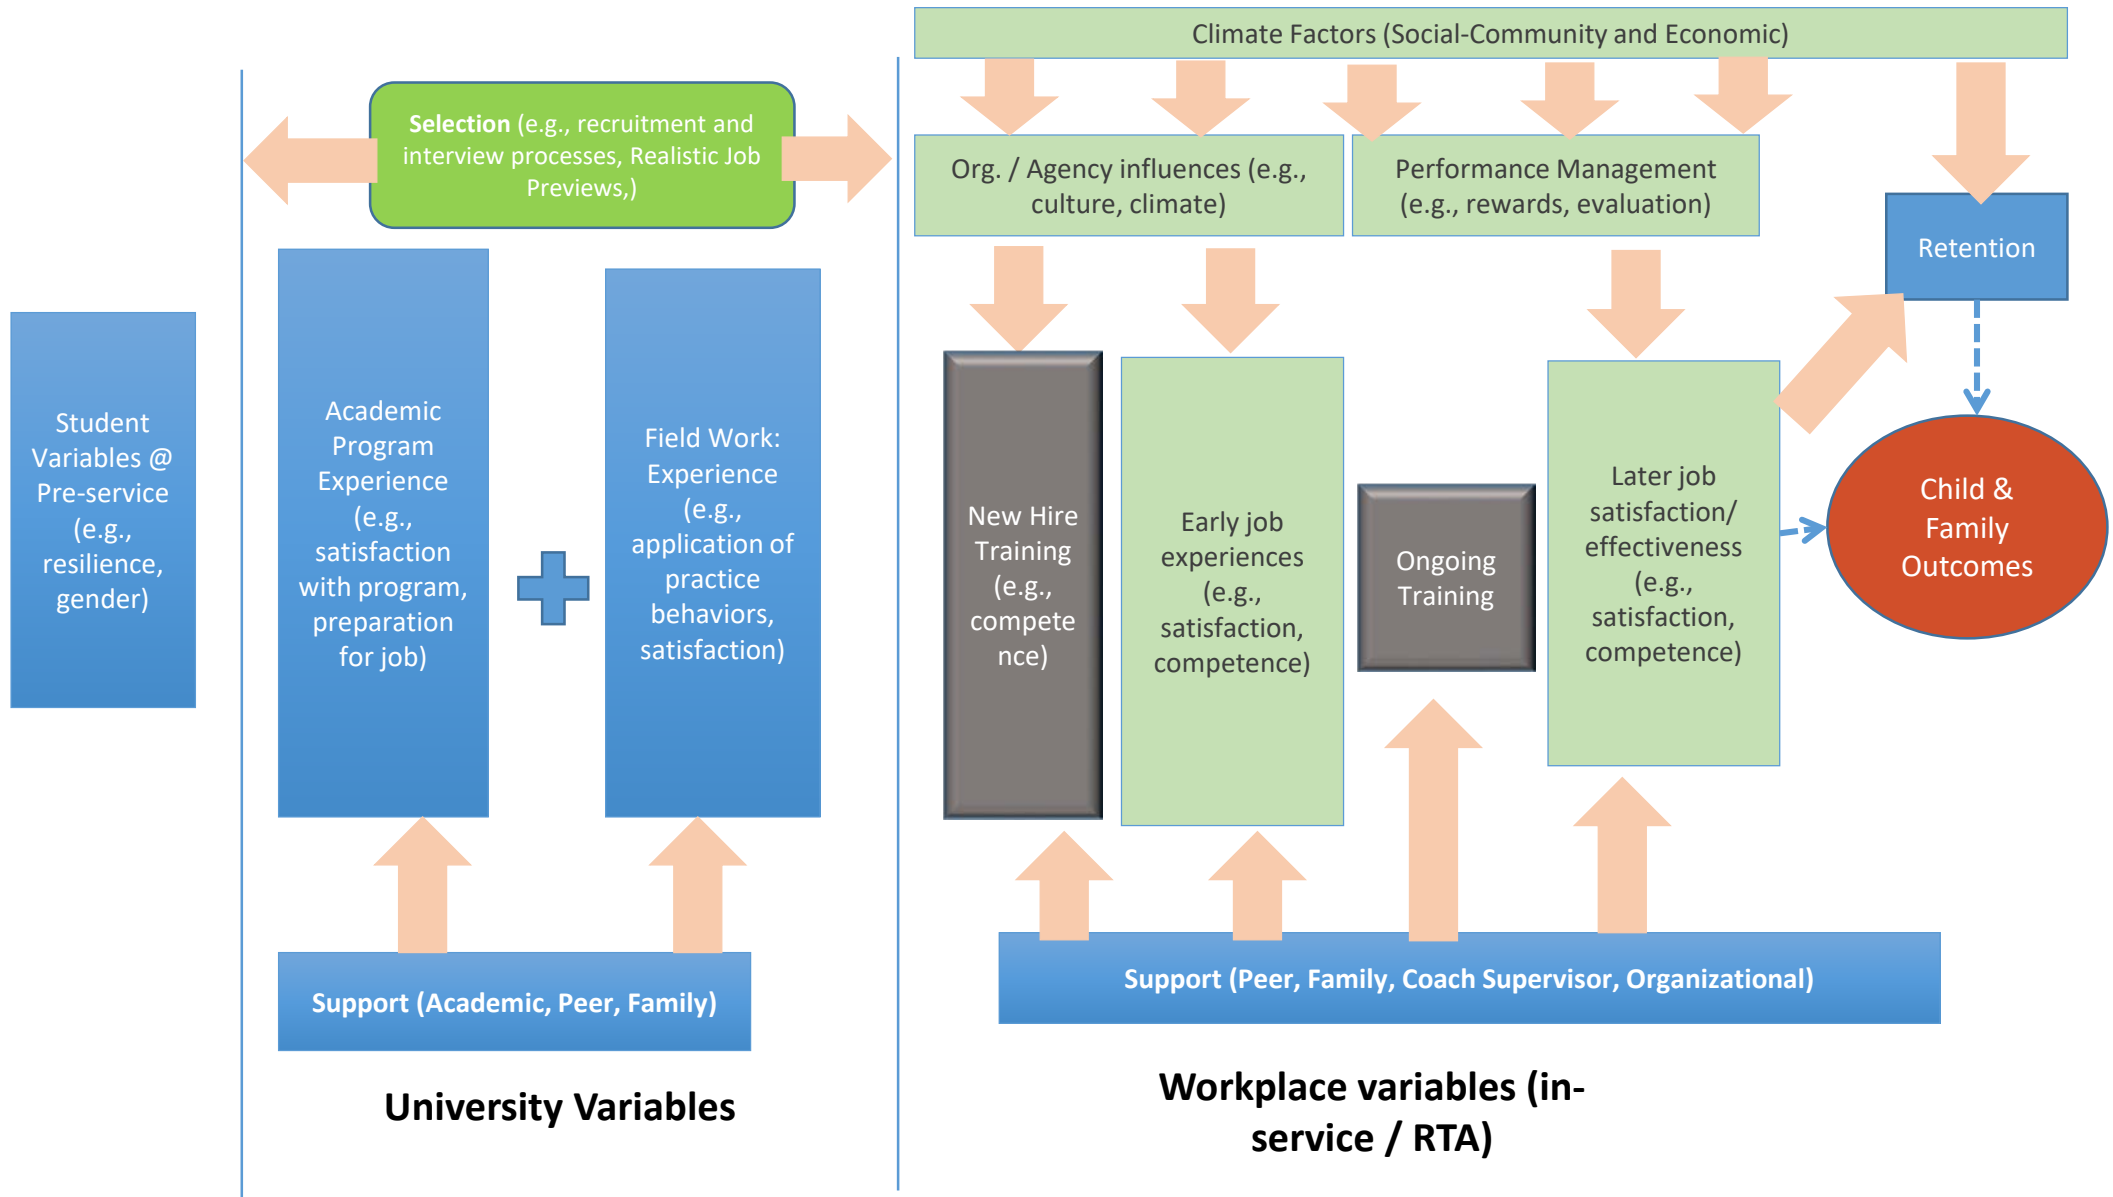 Climate Factors (Social-Community and Economic)
Selection (e.g., recruitment and
interview processes, Realistic Job
Previews,)
Org. / Agency influences (e.g.,
culture, climate)
Performance Management
(e.g., rewards, evaluation)
Retention
Student
Variables @
Pre-service
(e.g.,
resilience,
gender)
Academic
Program
Experience
(e.g.,
satisfaction
with program,
preparation
for job)
Field Work:
Experience
(e.g.,
application of
practice
behaviors,
satisfaction)
New Hire
Training
(e.g.,
compete
nce)
Early job
experiences
(e.g.,
satisfaction,
competence)
Ongoing
Training
Later job
satisfaction/
effectiveness
(e.g.,
satisfaction,
competence)
Child &
Family
Outcomes
Support (Academic, Peer, Family)
Support (Peer, Family, Coach Supervisor, Organizational)
University Variables
Workplace variables (in-
service / RTA)